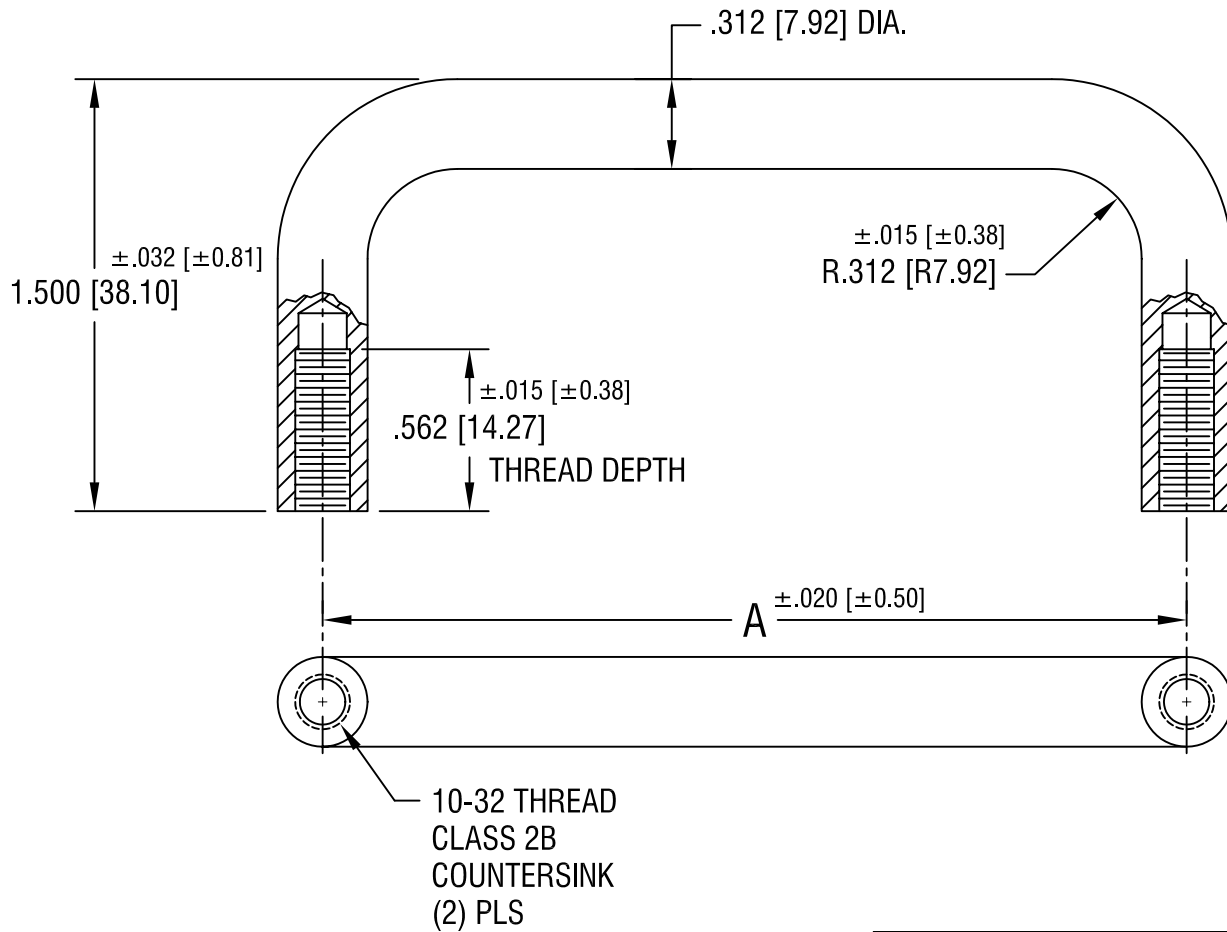 .312 [7.92] DIA.
±.015 [±0.38]
R.312 [R7.92]
±.032 [±0.81]
1.500 [38.10]
±.015 [±0.38]
.562 [14.27]
THREAD DEPTH
A ±.020 [±0.50]
10-32 THREAD
CLASS 2B
COUNTERSINK
(2) PLS